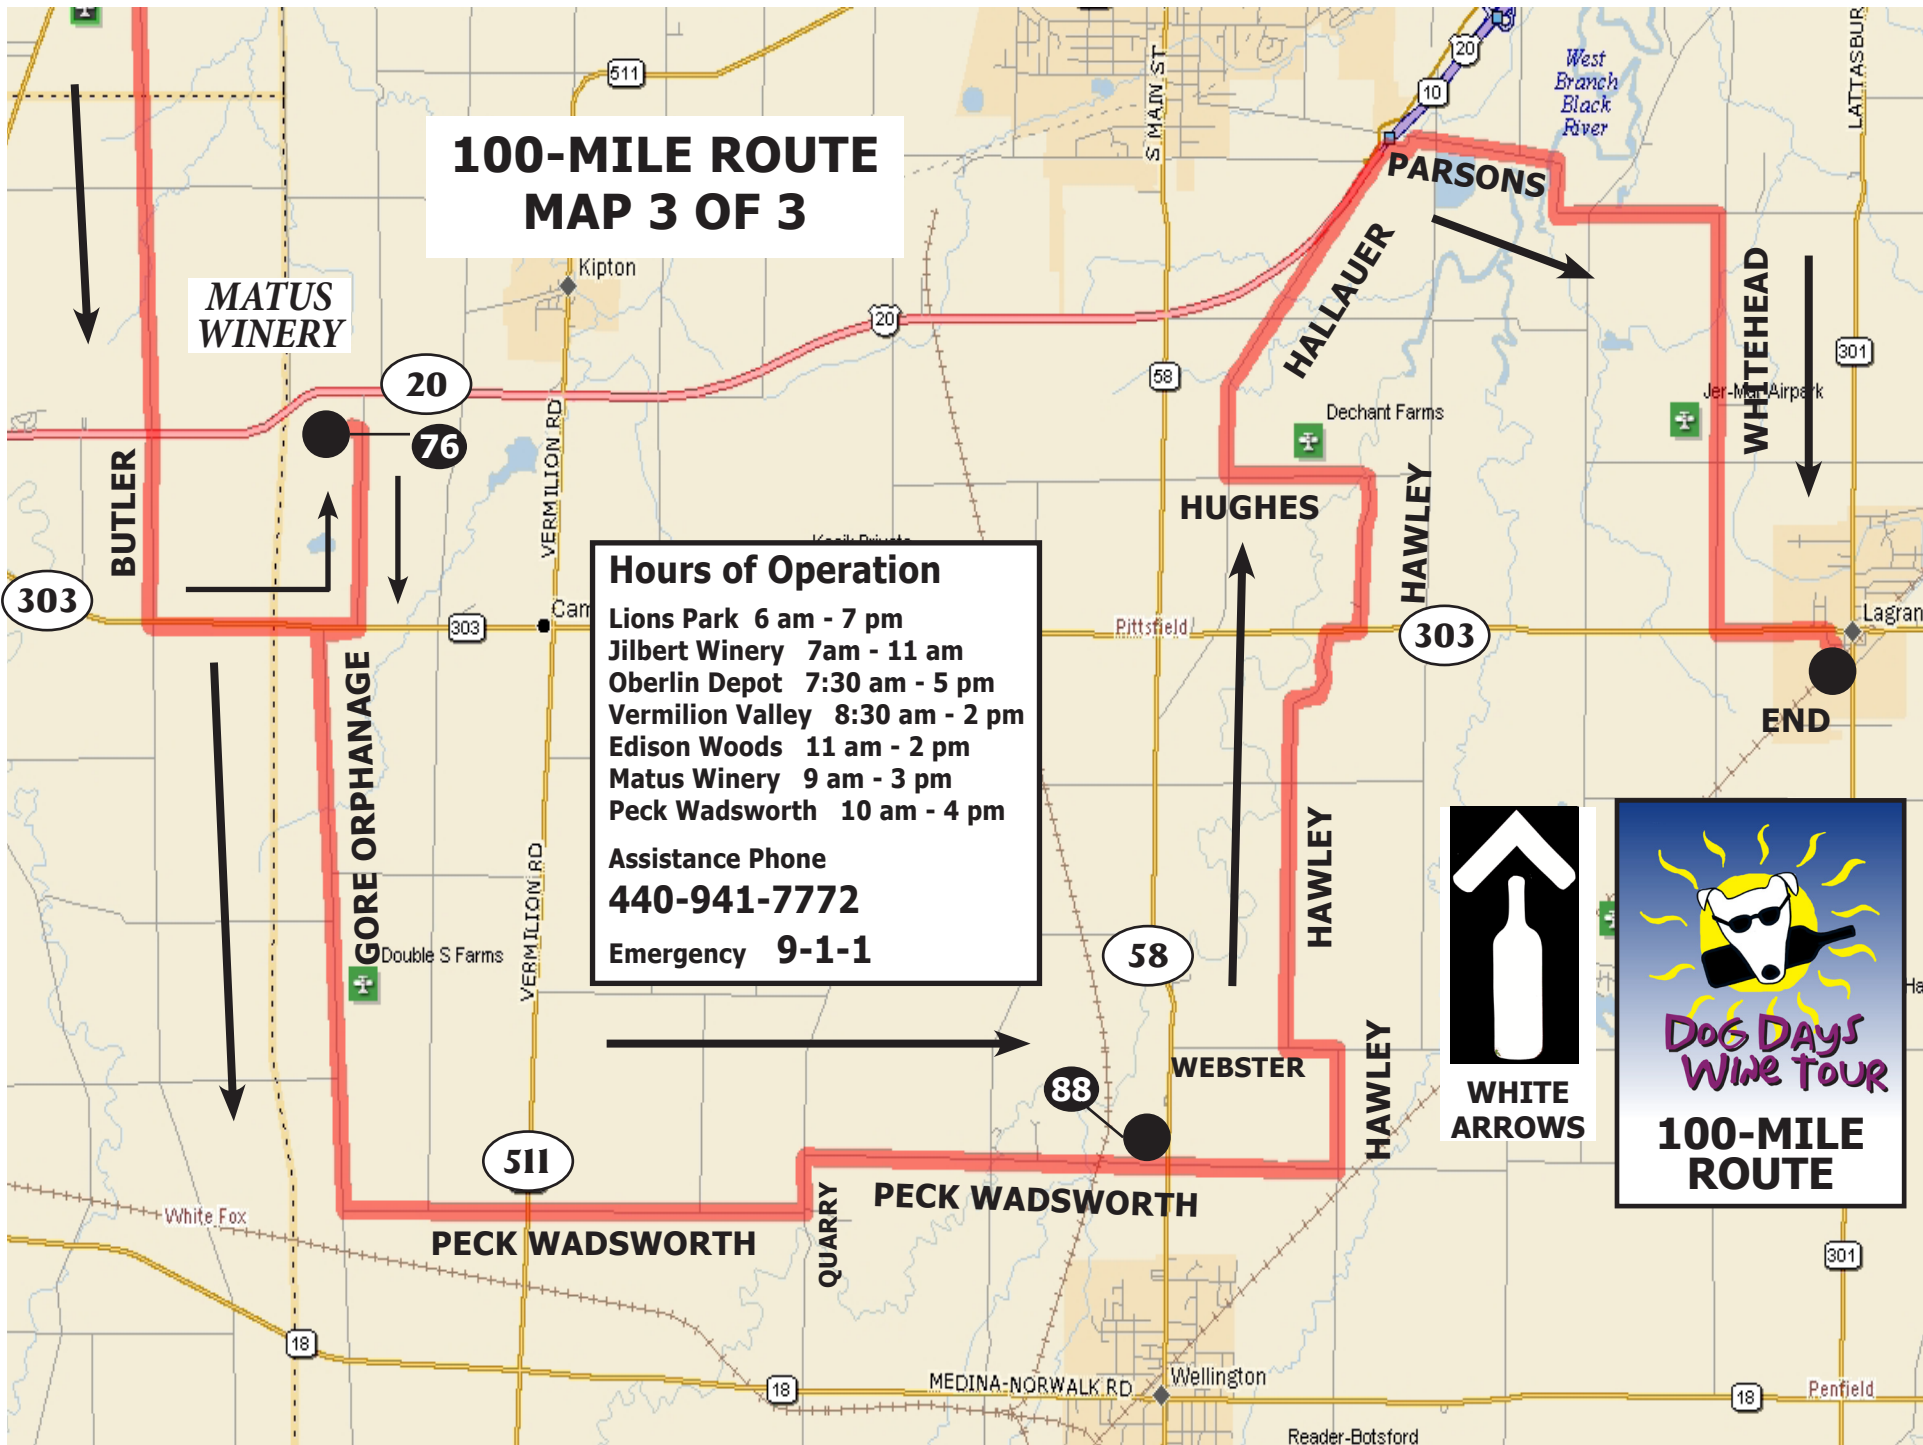 511
S MAIN ST
20
10
West
Branch
Black
River
LATTASBUR
100-MILE ROUTE
MAP 3 OF 3
PARSONS
Kipton
MATUS
WINERY
20
HALLAUER
WHITEHEAD
301
20
58
Jer-Mar Airpark
Dechant Farms
76
VERMILION RD
BUTLER
HUGHES
HAWLEY
303
303
Cam
Pittsfield
303
Lagran
END
Hours of Operation
Lions Park 6 am - 7 pm
Jilbert Winery 7am - 11 am
Oberlin Depot 7:30 am - 5 pm
Vermilion Valley 8:30 am - 2 pm
Edison Woods 11 am - 2 pm
Matus Winery 9 am - 3 pm
Peck Wadsworth 10 am - 4 pm
Assistance Phone
440-941-7772
Emergency 9-1-1
GORE ORPHANAGE
Double S Farms
VERMILION RD
HAWLEY
58
Ha
DOG DAYS
WINE TOUR
100-MILE
ROUTE
WHITE
ARROWS
WEBSTER
HAWLEY
88
511
PECK WADSWORTH
QUARRY
PECK WADSWORTH
White Fox
301
18
18
MEDINA-NORWALK RD
Wellington
18
Penfield
Reader-Botsford